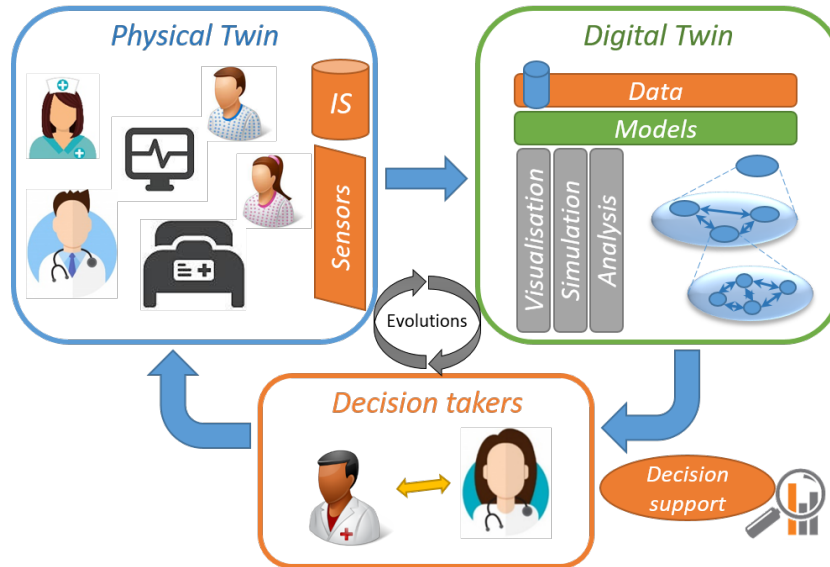 Physical Twin
IS
Sensors
Digital Twin
Data
Models
Visualisation
Simulation
Analysis
Evolutions
Decision takers
Decision
support